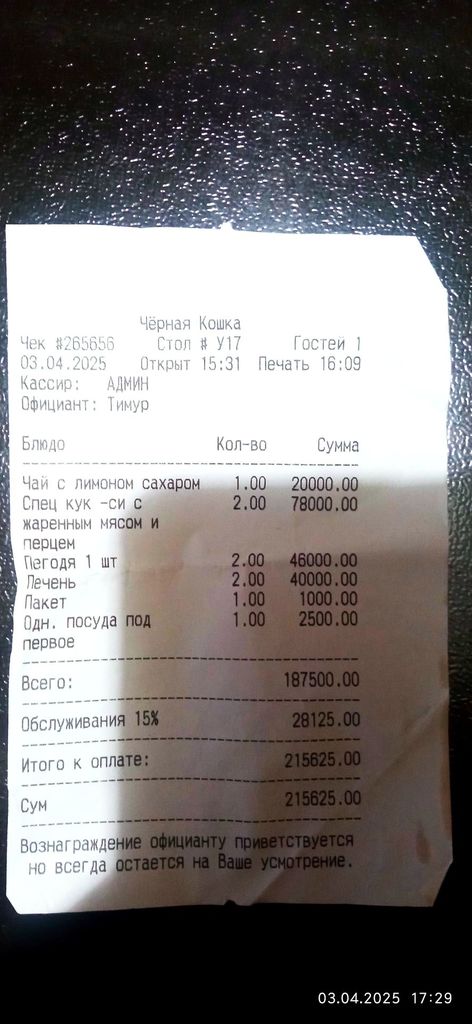 Чёрная Кошка
Чек #265656 Стол # У17 Гостей 1
03.04.2025 Открыт 15:31 Печать 16:09
Кассир: АДМИН
Официант: Тимур
Блюдо Кол-во Сумма
Чай с лимоном сахаром 1.00 20000.00
Спец кук -си с 2.00 78000.00
жаренным мясом и
перцем
Пегодя 1 шт 2.00 46000.00
Печень 2.00 40000.00
Пакет 1.00 1000.00
Одн. посуда под 1.00 2500.00
первое
Всего: 187500.00
Обслуживания 15% 28125.00
Итого к оплате: 215625.00
Сум 215625.00
Вознаграждение официанту приветствуется
но всегда остается на Ваше усмотрение.
03.04.2025 17:29